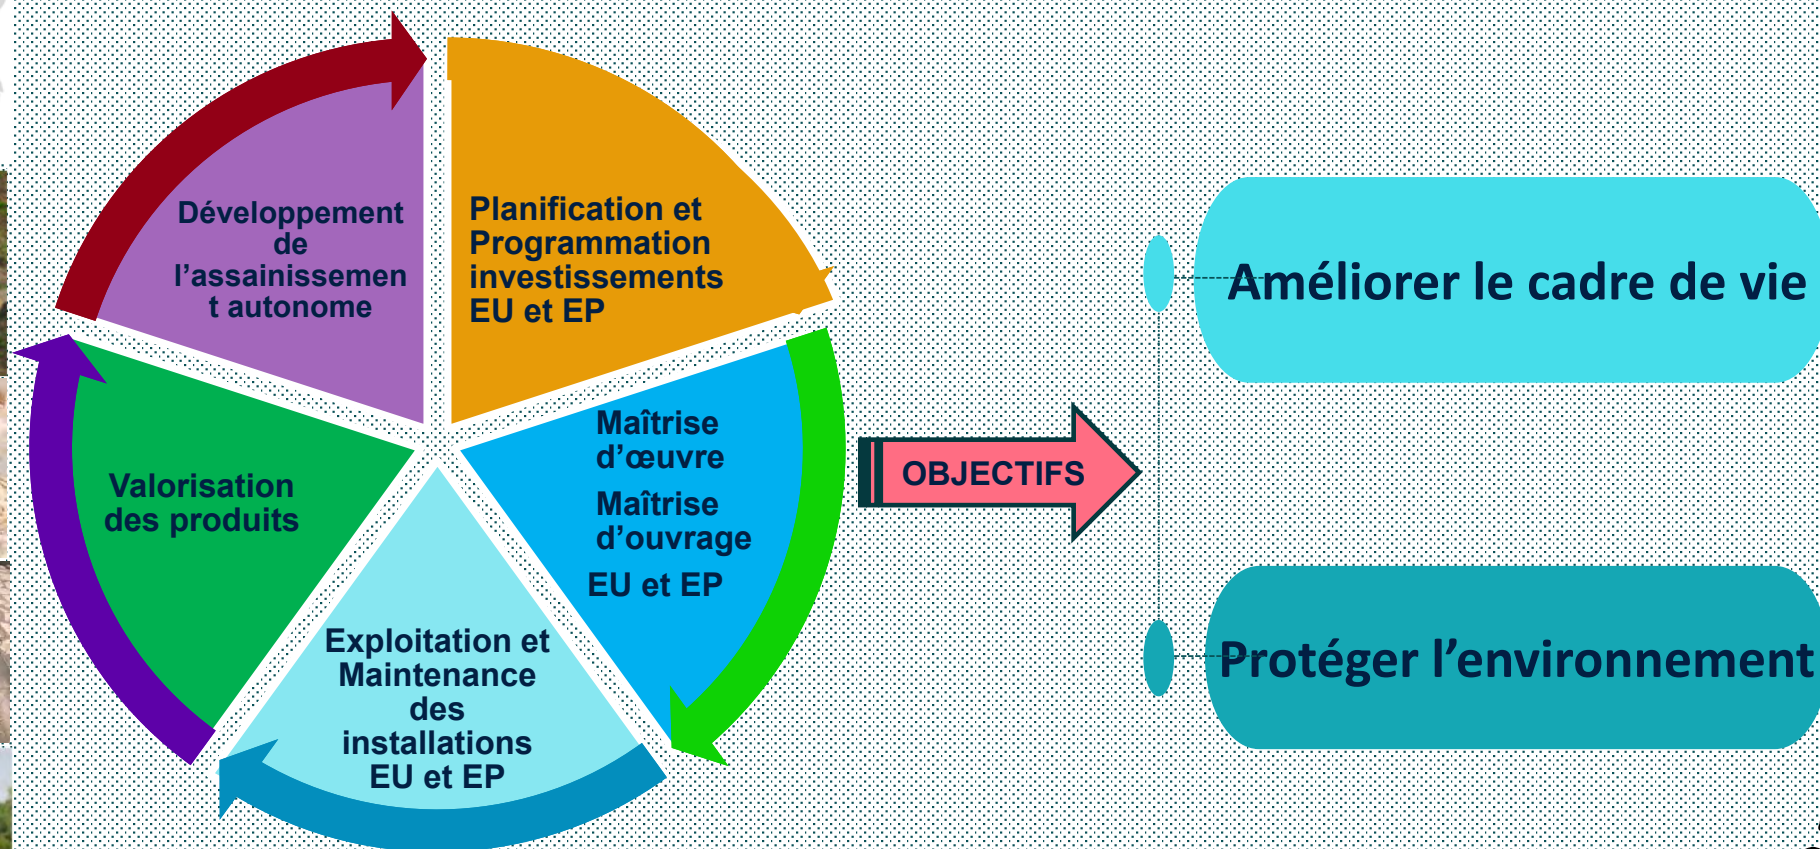 Développement
de
l’assainissemen
t autonome
Planification et
Programmation
investissements
EU et EP
Maîtrise
d’œuvre
Maîtrise
d’ouvrage
EU et EP
Exploitation et
Maintenance
des
installations
EU et EP
Valorisation
des produits
OBJECTIFS
Améliorer le cadre de vie
Protéger l’environnement